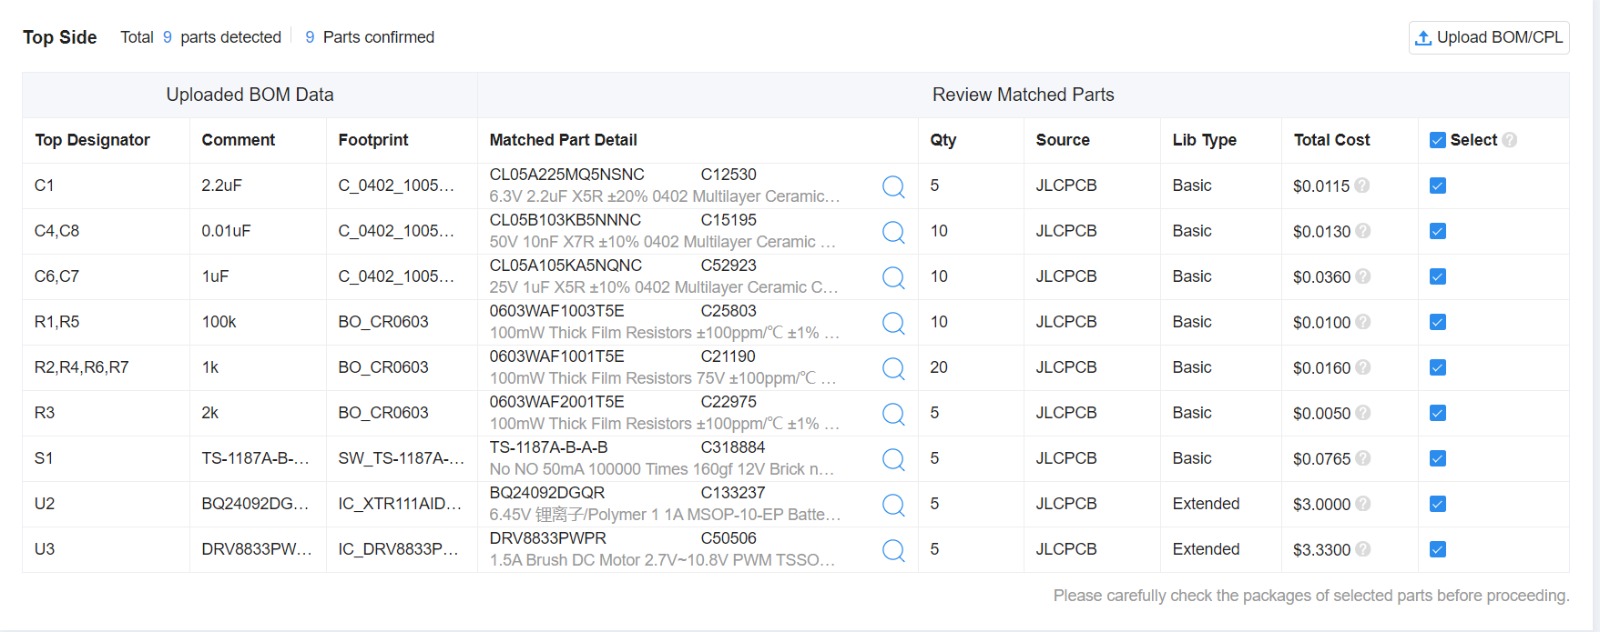 Top Side Total 9 parts detected 9 Parts confirmed Upload BOM/CPL
Uploaded BOM Data Review Matched Parts
Top Designator Comment Footprint Matched Part Detail Qty Source Lib Type Total Cost Select
C1 2.2uF C_0402_1005... CL05A225MQ5NSNC C12530 5 JLCPCB Basic $0.0115
6.3V 2.2uF X5R ±20% 0402 Multilayer Ceramic...
C4,C8 0.01uF C_0402_1005... CL05B103KB5NNNC C15195 10 JLCPCB Basic $0.0130
50V 10nF X7R ±10% 0402 Multilayer Ceramic ...
C6,C7 1uF C_0402_1005... CL05A105KA5NQNC C52923 10 JLCPCB Basic $0.0360
25V 1uF X5R ±10% 0402 Multilayer Ceramic C...
R1,R5 100k BO_CR0603 0603WAF1003T5E C25803 10 JLCPCB Basic $0.0100
100mW Thick Film Resistors ±100ppm/℃ ±1% ...
R2,R4,R6,R7 1k BO_CR0603 0603WAF1001T5E C21190 20 JLCPCB Basic $0.0160
100mW Thick Film Resistors 75V ±100ppm/℃ ...
R3 2k BO_CR0603 0603WAF2001T5E C22975 5 JLCPCB Basic $0.0050
100mW Thick Film Resistors ±100ppm/℃ ±1% ...
S1 TS-1187A-B-... SW_TS-1187A-... TS-1187A-B-A-B C318884 5 JLCPCB Basic $0.0765
No NO 50mA 100000 Times 160gf 12V Brick n...
U2 BQ24092DG... IC_XTR111AID... BQ24092DGQR C133237 5 JLCPCB Extended $3.0000
6.45V 锂离子/Polymer 1 1A MSOP-10-EP Batte...
U3 DRV8833PW... IC_DRV8833P... DRV8833PWPR C50506 5 JLCPCB Extended $3.3300
1.5A Brush DC Motor 2.7V~10.8V PWM TSSO...
Please carefully check the packages of selected parts before proceeding.